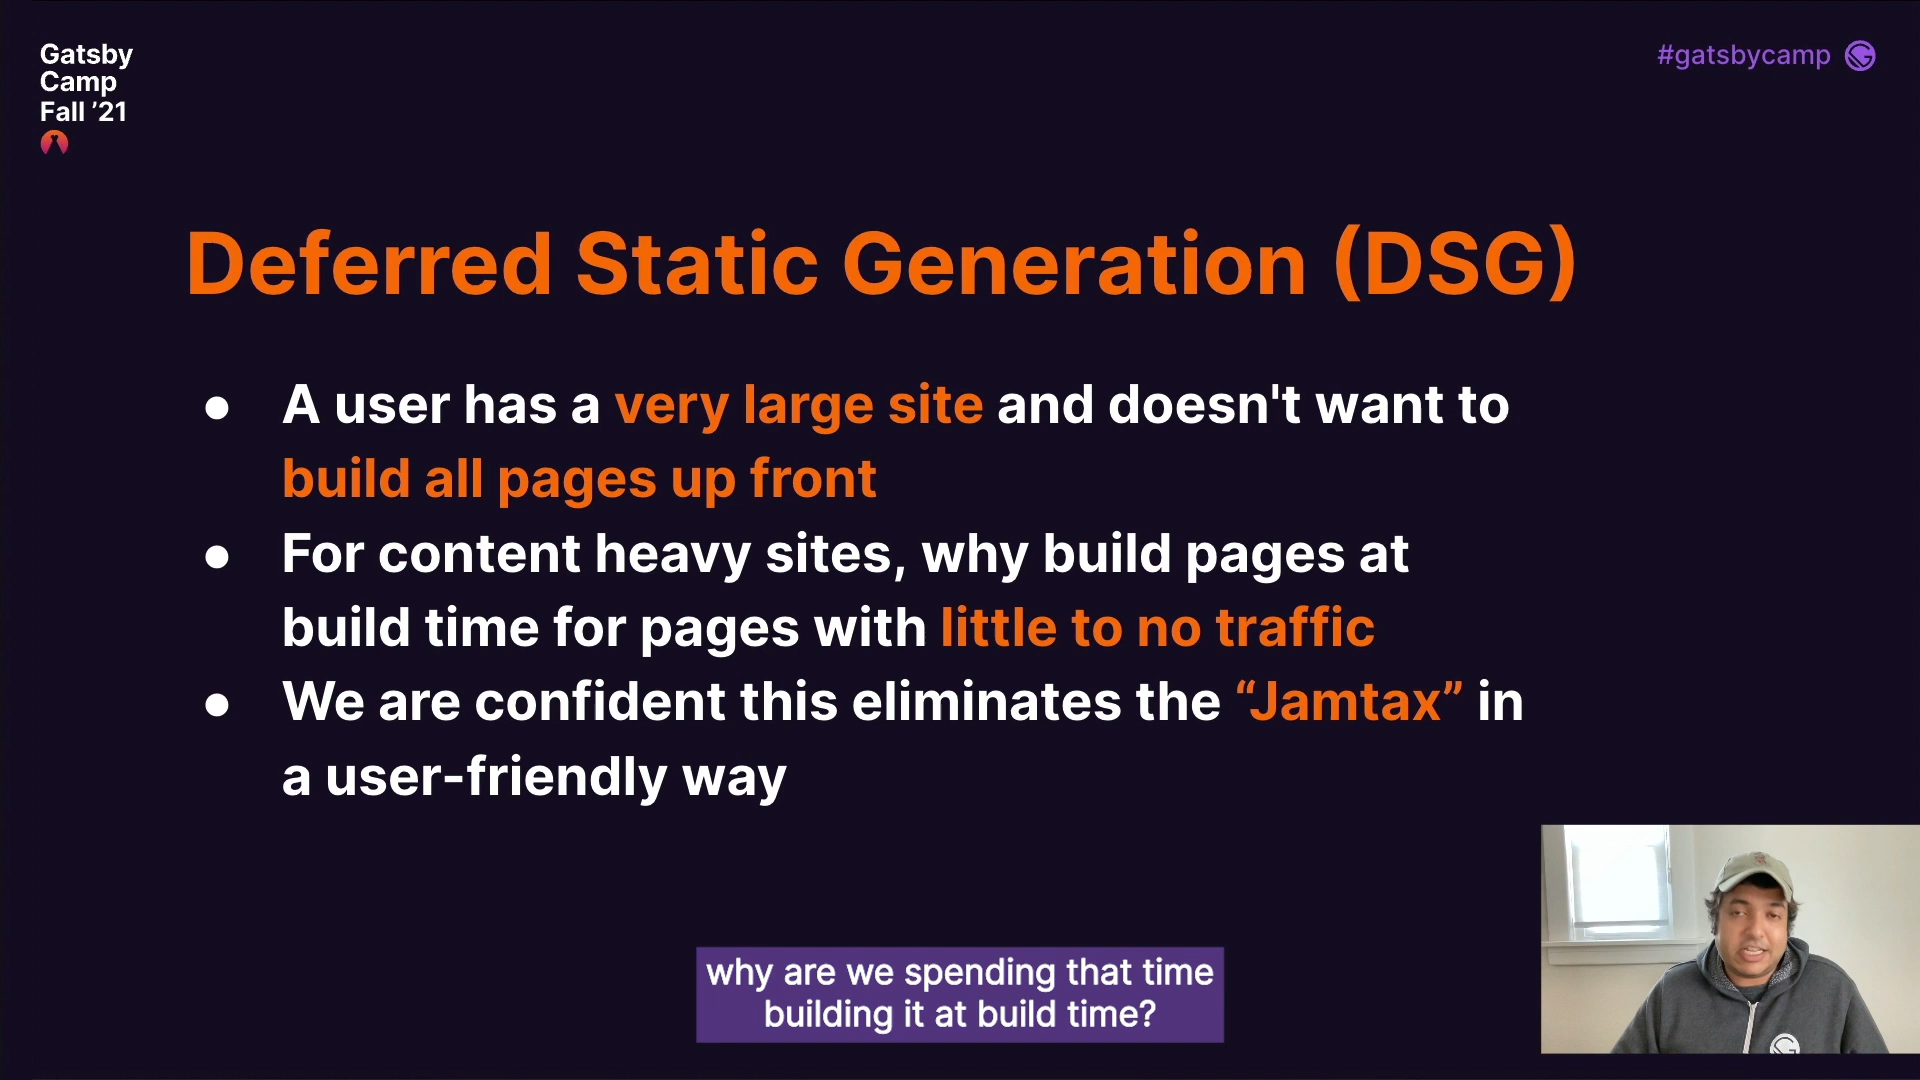 Gatsby
Camp
Fall ’21
#gatsbycamp
Deferred Static Generation (DSG)
● A user has a very large site and doesn't want to
build all pages up front
● For content heavy sites, why build pages at
build time for pages with little to no traffic
● We are confident this eliminates the “Jamtax” in
a user-friendly way
why are we spending that time
building it at build time?